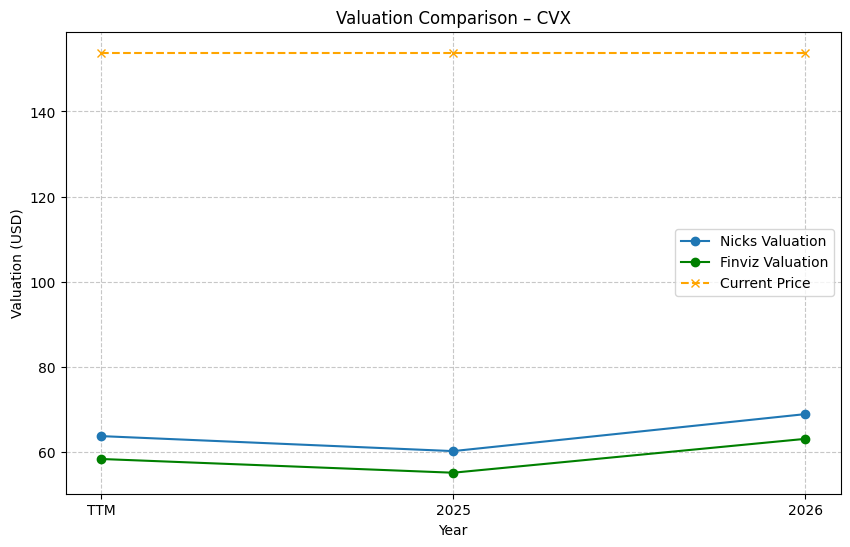 Valuation Comparison – CVX
Valuation (USD)
140
120
100
80
60
Nicks Valuation
Finviz Valuation
Current Price
TTM
2025
2026
Year